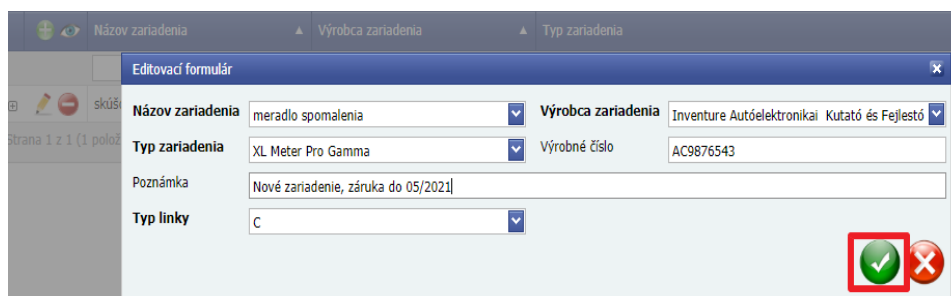 Názov zariadenia ▲ Výrobca zariadenia ▲ Typ zariadenia
Editovací formulár
Názov zariadenia meradlo spomalenia Výrobca zariadenia Inventure Autóelektronikai Kutató és Fejlestó
Typ zariadenia XL Meter Pro Gamma Výrobné číslo AC9876543
Strana 1 z 1 (1
Poznámka Nové zariadenie, záruka do 05/2021
Typ linky C